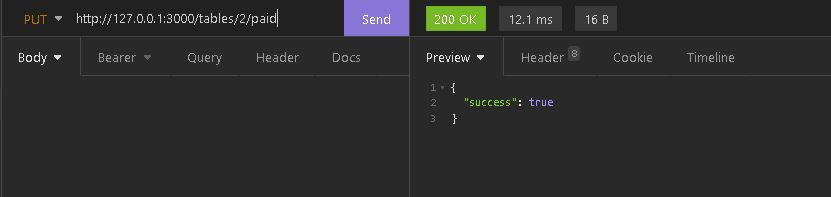 PUT http://127.0.0.1:3000/tables/2/paid Send 200 OK 12.1 ms 16 B
Body Bearer Query Header Docs Preview Header 8 Cookie Timeline
1 {
2 "success": true
3 }